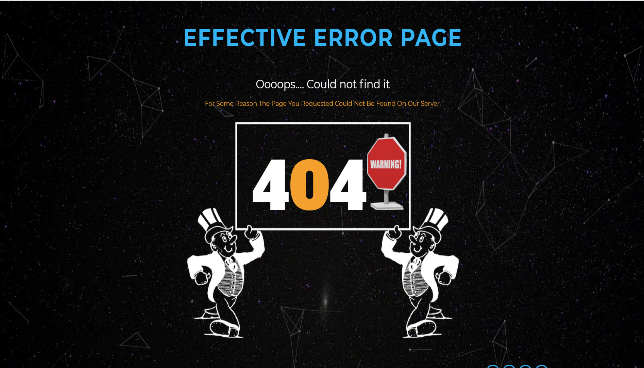 EFFECTIVE ERROR PAGE
Oooops.... Could not find it
For Some Reason The Page You Requested Could Not Be Found On Our Server.
404
WARNING!